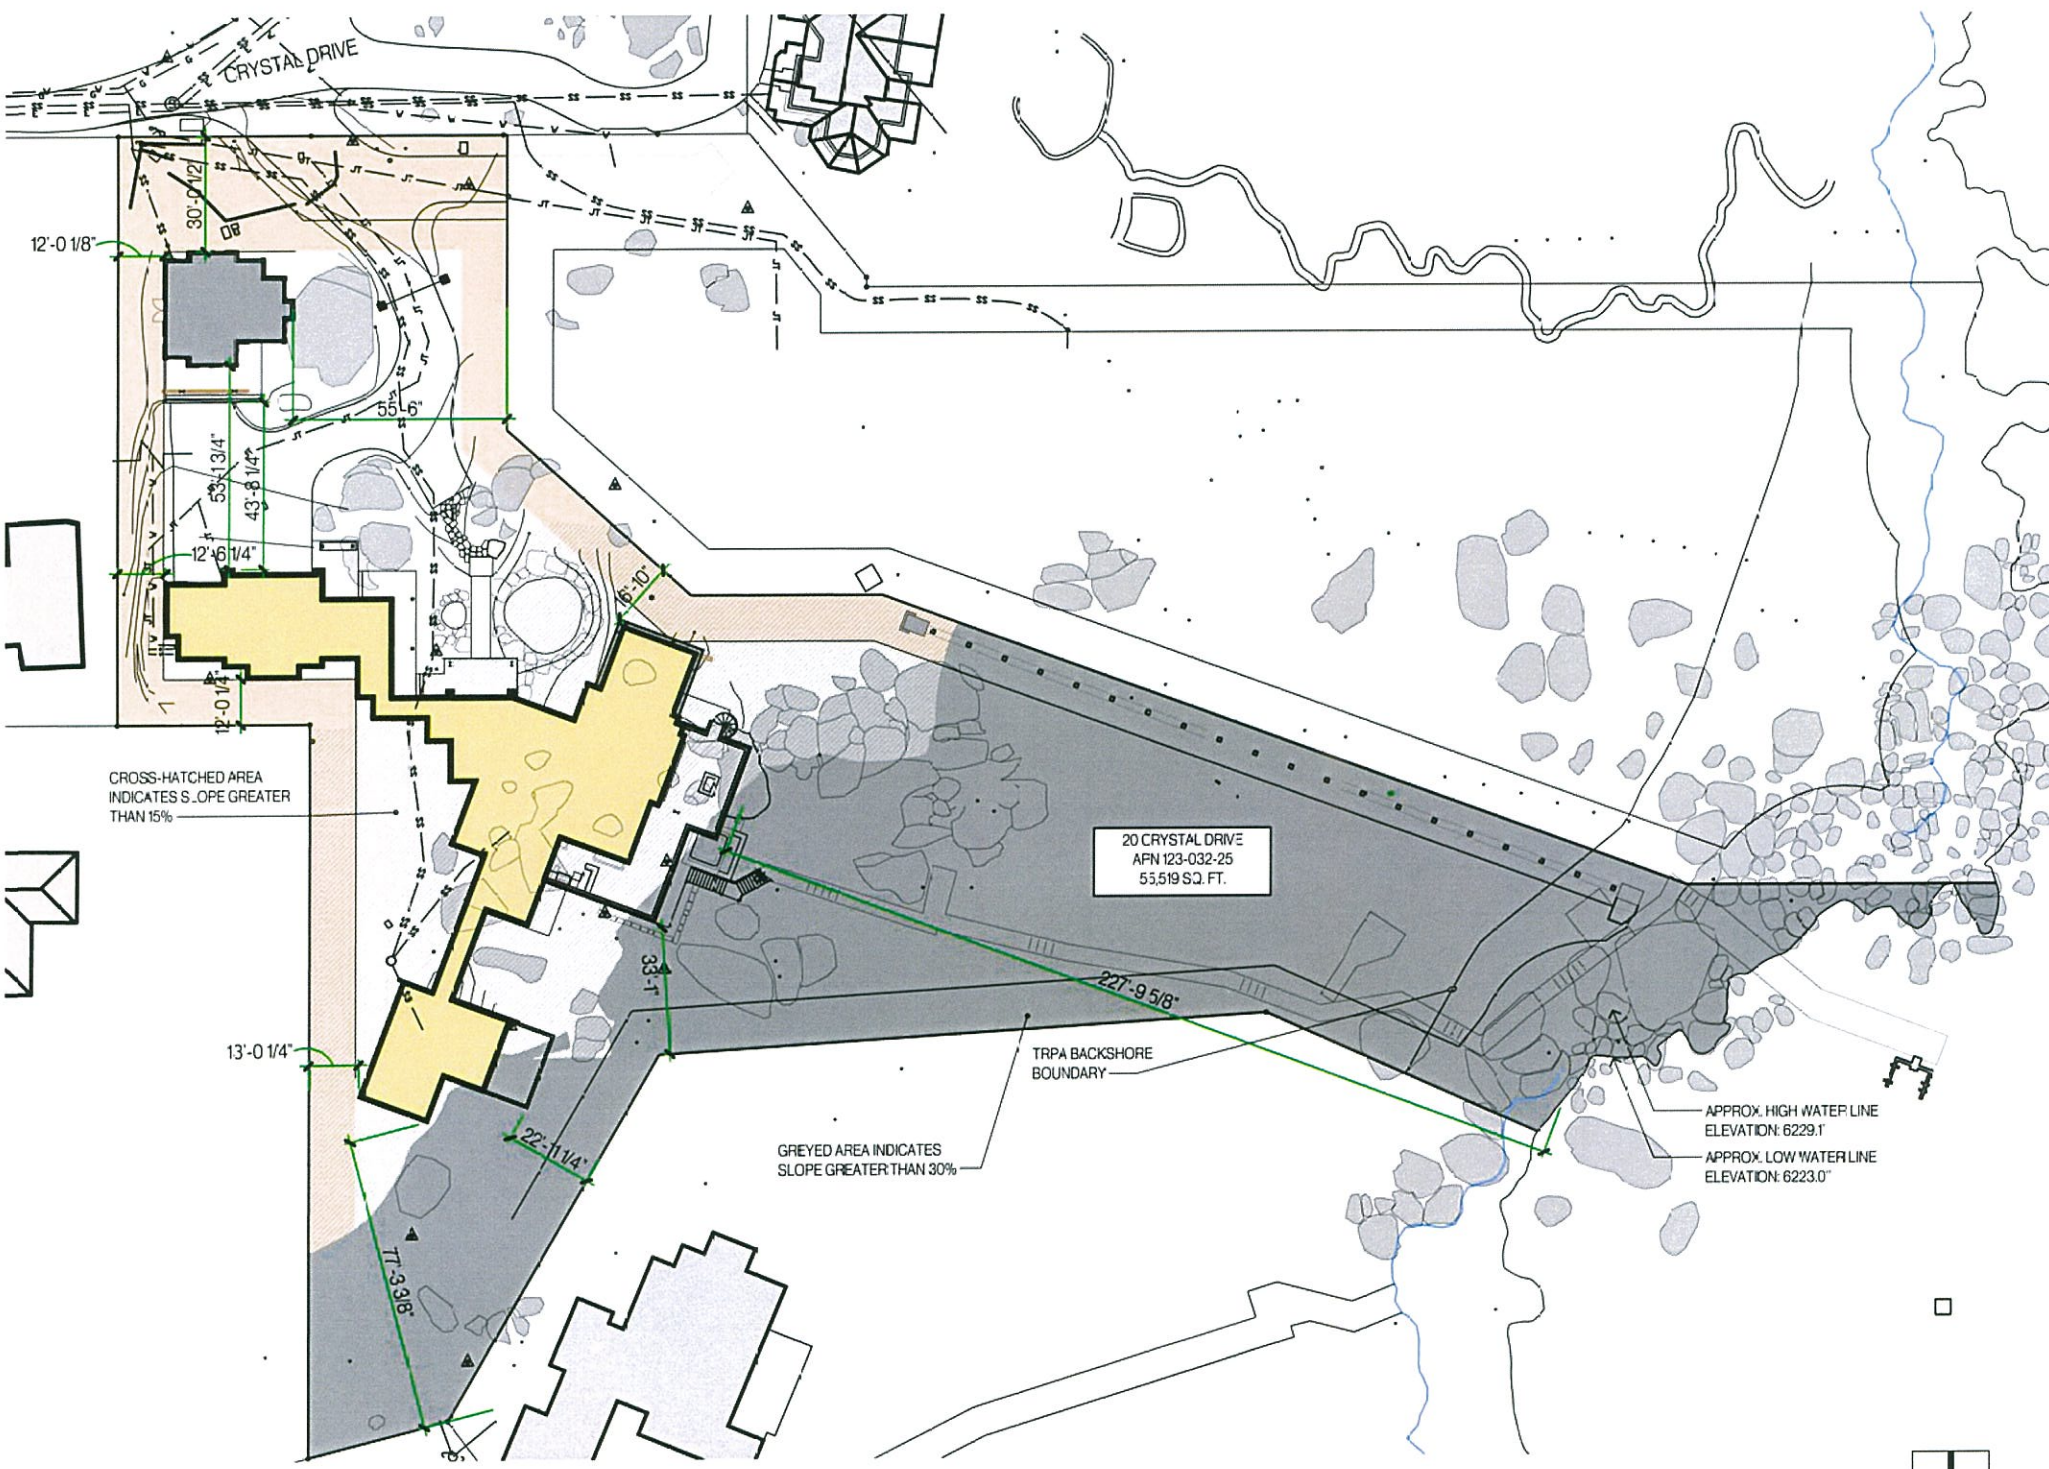 CRYSTAL DRIVE
30'-0 1/2"
12'-0 1/8"
55'-6"
53'-1 3/4"
43'-8 1/4"
12'-6 1/4"
16'-10"
12'-0 1/4"
CROSS-HATCHED AREA
INDICATES SLOPE GREATER
THAN 15%
20 CRYSTAL DRIVE
APN 123-032-25
55,519 SQ. FT.
33'-1"
227'-9 5/8"
13'-0 1/4"
TRPA BACKSHORE
BOUNDARY
APPROX. HIGH WATER LINE
ELEVATION: 6229.1'
APPROX. LOW WATER LINE
ELEVATION: 6223.0'
22'-11 1/4"
GREYED AREA INDICATES
SLOPE GREATER THAN 30%
77'-3 3/8"